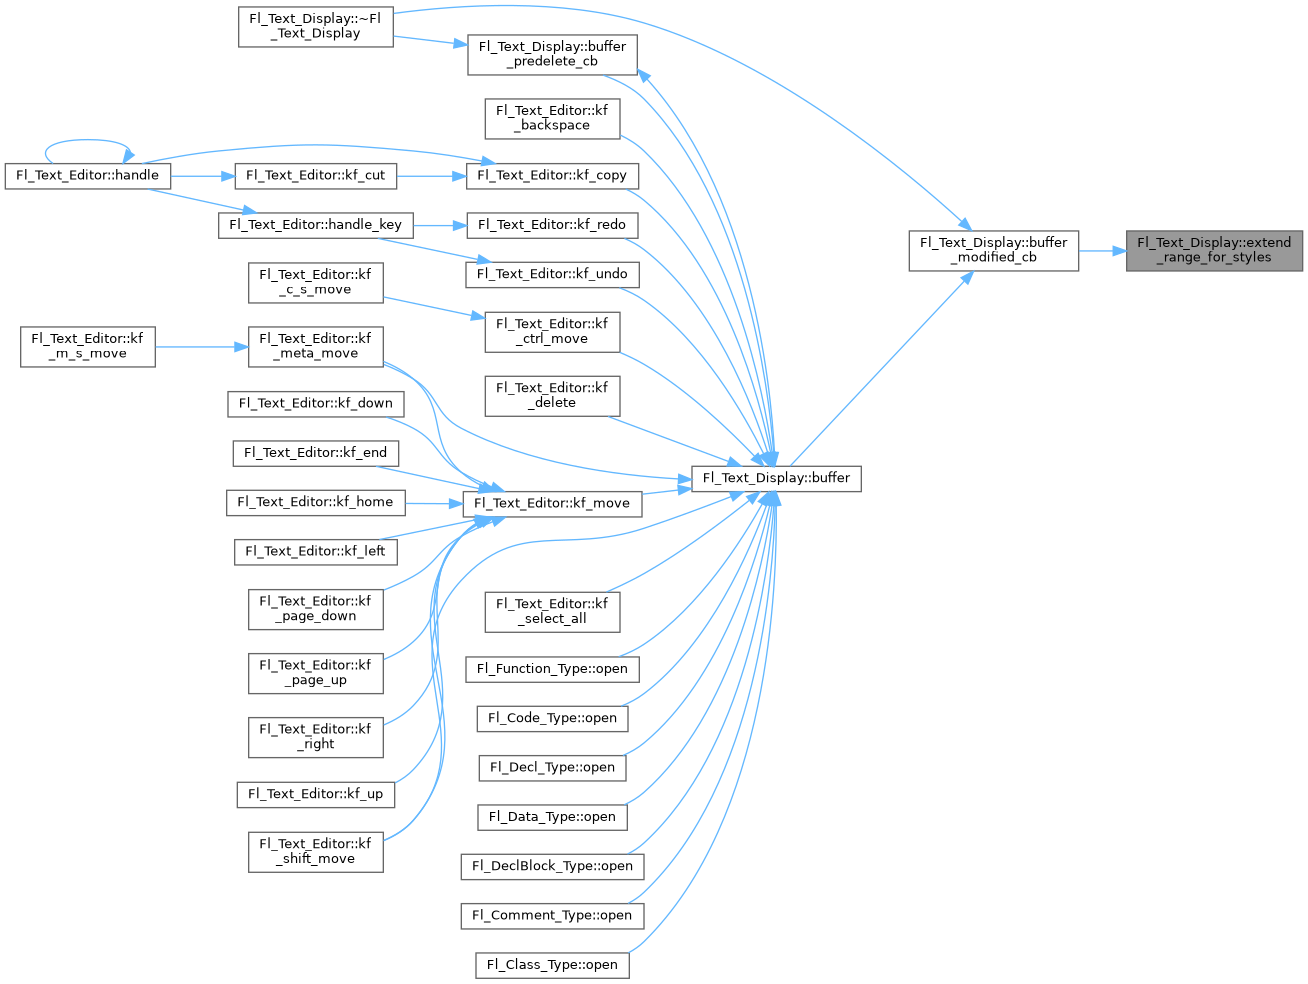 Fl_Text_Display::~Fl
_Text_Display
Fl_Text_Display::buffer
_predelete_cb
Fl_Text_Editor::kf
_backspace
Fl_Text_Editor::handle
Fl_Text_Editor::kf_cut
Fl_Text_Editor::kf_copy
Fl_Text_Editor::handle_key
Fl_Text_Editor::kf_redo
Fl_Text_Display::buffer
_modified_cb
Fl_Text_Display::extend
_range_for_styles
Fl_Text_Editor::kf
_c_s_move
Fl_Text_Editor::kf_undo
Fl_Text_Editor::kf
_m_s_move
Fl_Text_Editor::kf
_meta_move
Fl_Text_Editor::kf
_ctrl_move
Fl_Text_Editor::kf_down
Fl_Text_Editor::kf
_delete
Fl_Text_Editor::kf_end
Fl_Text_Display::buffer
Fl_Text_Editor::kf_home
Fl_Text_Editor::kf_move
Fl_Text_Editor::kf_left
Fl_Text_Editor::kf
_page_down
Fl_Text_Editor::kf
_select_all
Fl_Text_Editor::kf
_page_up
Fl_Function_Type::open
Fl_Text_Editor::kf
_right
Fl_Code_Type::open
Fl_Decl_Type::open
Fl_Text_Editor::kf_up
Fl_Data_Type::open
Fl_Text_Editor::kf
_shift_move
Fl_DeclBlock_Type::open
Fl_Comment_Type::open
Fl_Class_Type::open